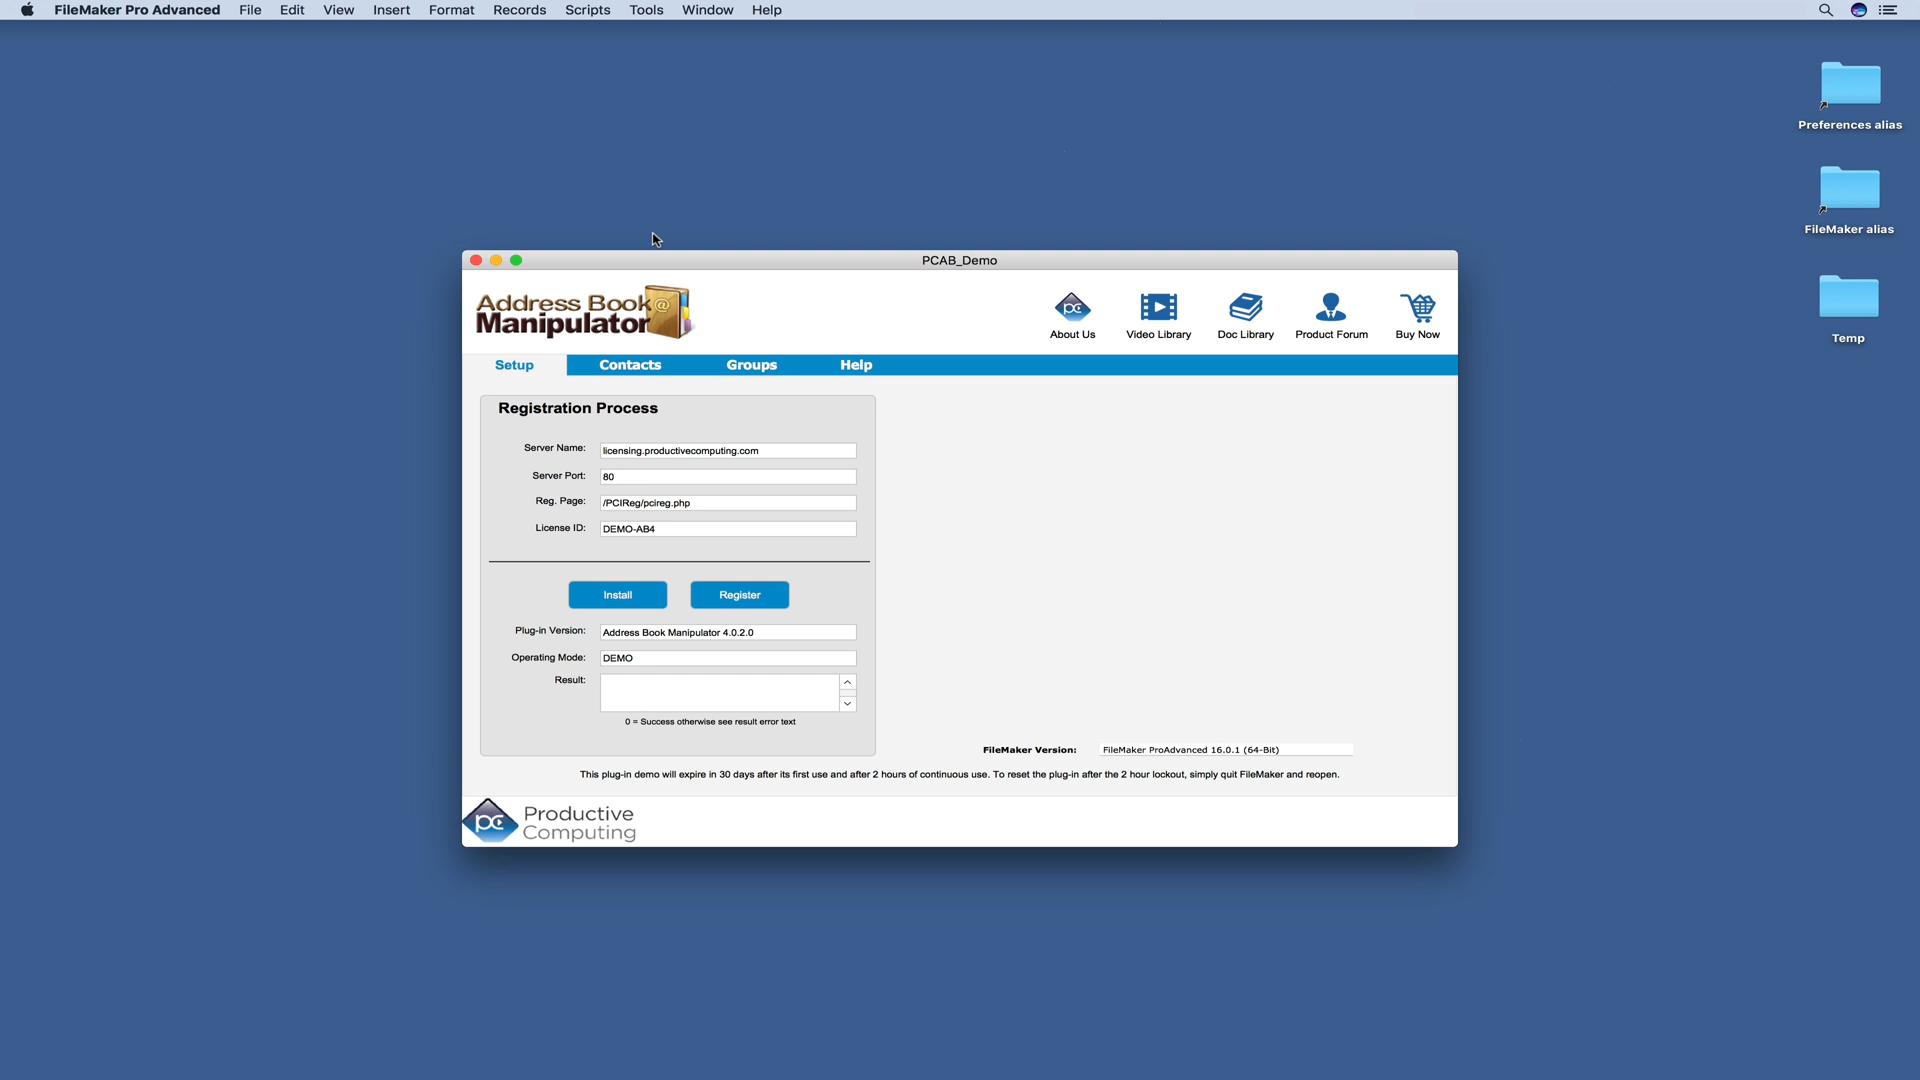 FileMaker Pro Advanced File Edit View Insert Format Records Scripts Tools Window Help
Preferences alias
FileMaker alias
Temp
PCAB_Demo
Address Book
Manipulator
@
pc
About Us Video Library Doc Library Product Forum Buy Now
Setup Contacts Groups Help
Registration Process
Server Name: licensing.productivecomputing.com
Server Port: 80
Reg. Page: /PCIReg/pcireg.php
License ID: DEMO-AB4
Install Register
Plug-in Version: Address Book Manipulator 4.0.2.0
Operating Mode: DEMO
Result:
0 = Success otherwise see result error text
FileMaker Version: FileMaker ProAdvanced 16.0.1 (64-Bit)
This plug-in demo will expire in 30 days after its first use and after 2 hours of continuous use. To reset the plug-in after the 2 hour lockout, simply quit FileMaker and reopen.
pc
Productive
Computing